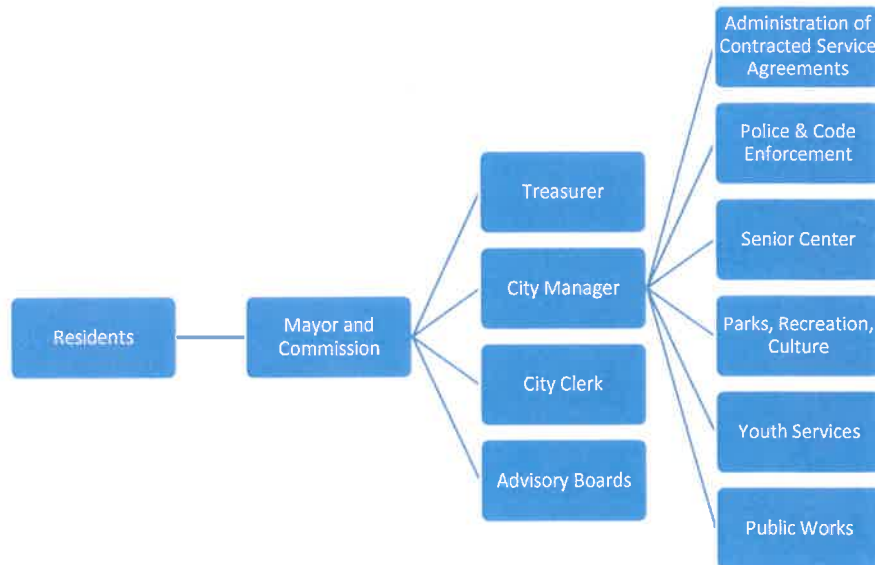 Residents
Mayor and
Commission
Treasurer
City Manager
City Clerk
Advisory Boards
Administration of
Contracted Service
Agreements
Police & Code
Enforcement
Senior Center
Parks, Recreation,
Culture
Youth Services
Public Works